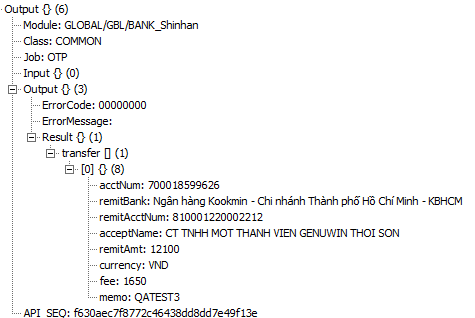 Output {} (6)
Module: GLOBAL/GBL/BANK_Shinhan
Class: COMMON
Job: OTP
Input {} (0)
Output {} (3)
ErrorCode: 00000000
ErrorMessage:
Result {} (1)
transfer [] (1)
[0] {} (8)
acctNum: 700018599626
remitBank: Ngân hàng Kookmin - Chi nhánh Thành phố Hồ Chí Minh - KBHCM
remitAcctNum: 810001220002212
acceptName: CT TNHH MOT THANH VIEN GENUWIN THOI SON
remitAmt: 12100
currency: VND
fee: 1650
memo: QATEST3
API_SEQ: f630aec7f8772c46438dd8dd7e49f13e